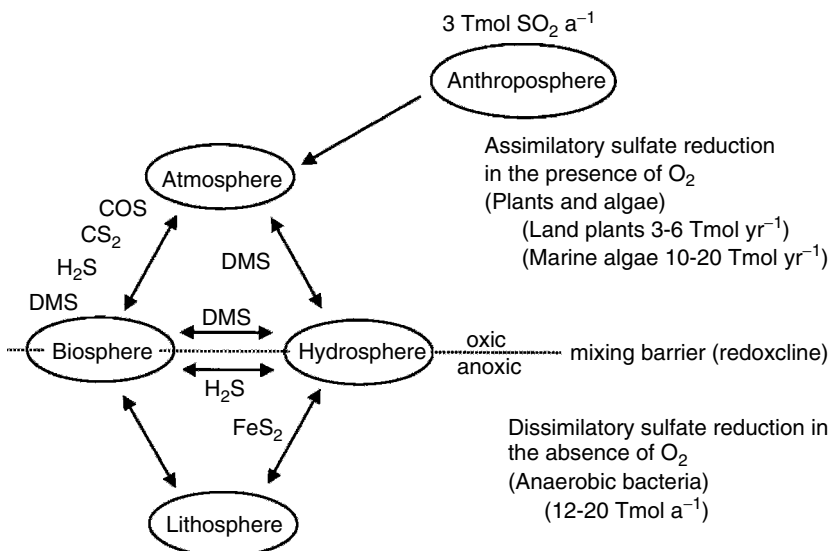 3 Tmol SO₂ a⁻¹
Anthroposphere
Assimilatory sulfate reduction
in the presence of O₂
(Plants and algae)
(Land plants 3-6 Tmol yr⁻¹)
(Marine algae 10-20 Tmol yr⁻¹)
Atmosphere
COS
CS₂
H₂S
DMS
DMS
DMS
Biosphere
Hydrosphere
oxic
anoxic
mixing barrier (redoxcline)
H₂S
FeS₂
Dissimilatory sulfate reduction in
the absence of O₂
(Anaerobic bacteria)
(12-20 Tmol a⁻¹)
Lithosphere